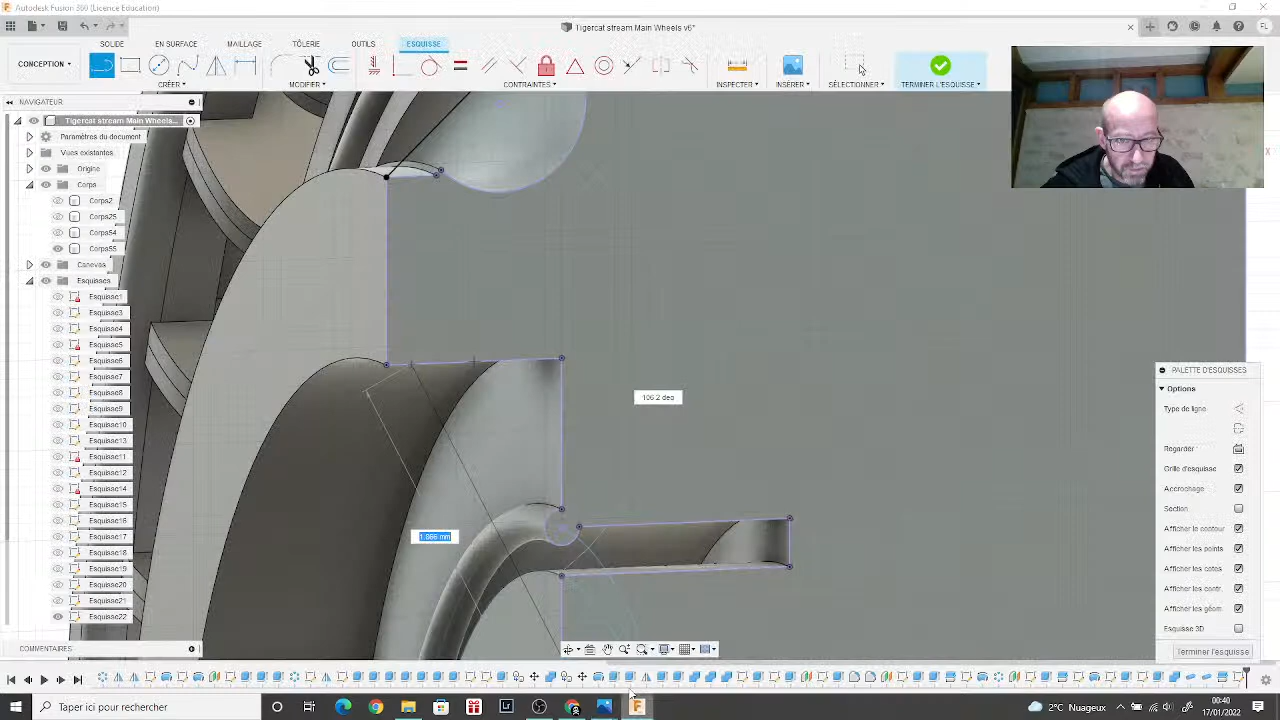 Autodesk Fusion 360 (Licence Education)
Tigercat stream Main Wheels v6*
FL
SOLIDE EN SURFACE MAILLAGE TÔLERIE OUTILS ESQUISSE
CONCEPTION
CRÉER MODIFIER CONTRAINTES INSPECTER INSÉRER SÉLECTIONNER TERMINER L'ESQUISSE
NAVIGATEUR
Tigercat stream Main Wheels...
Paramètres du document
Vues existantes
Origine
Corps
Corps2
Corps25
Corps54
Corps55
Canevas
Esquisses
Esquisse1
Esquisse3
Esquisse4
Esquisse5
Esquisse6
Esquisse7
Esquisse8
Esquisse9
Esquisse10
Esquisse13
Esquisse11
Esquisse12
Esquisse14
Esquisse15
Esquisse16
Esquisse17
Esquisse18
Esquisse19
Esquisse20
Esquisse21
Esquisse22
106.2 deg
PALETTE D'ESQUISSES
Options
Type de ligne
Regarder
Grille d'esquisse
Accrochage
Section
Afficher le contour
Afficher les points
Afficher les cotes
Afficher les contr.
Afficher les géom.
Esquisse 3D
Terminer l'esquisse
COMMENTAIRES
Taper ici pour rechercher
2°C Nuageux
00:40
17/01/2022